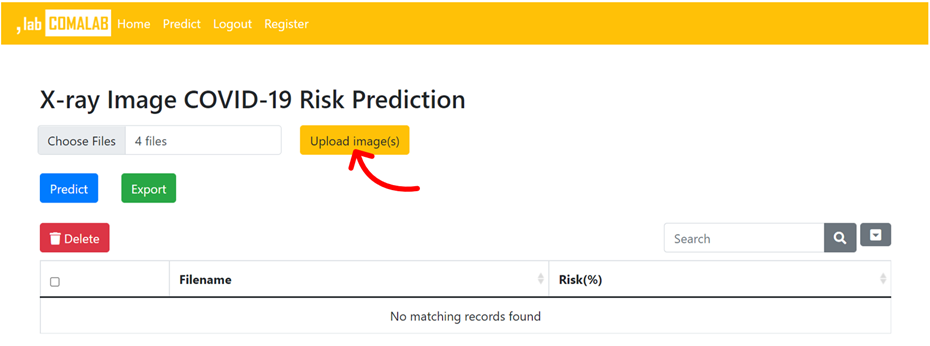 , lab COMALAB Home Predict Logout Register
X-ray Image COVID-19 Risk Prediction
Choose Files 4 files Upload image(s)
Predict Export
Delete Search
Filename Risk(%)
No matching records found